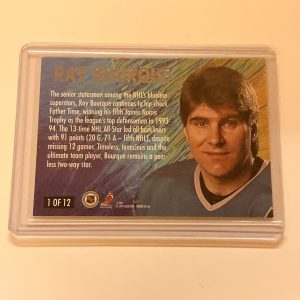 RAY BOURQUE
The senior statesman among the NHL's blueline
superstars, Ray Bourque continues to hip check
Father Time, winning his fifth James Norris
Trophy as the league's top defenseman in 1993-
94. The 13-time NHL All-Star led all blueliners
with 91 points (20 G, 71 A – fifth NHL), despite
missing 12 games. Timeless, tenacious and the
ultimate team player, Bourque remains a peer-
less two-way star.
1 OF 12